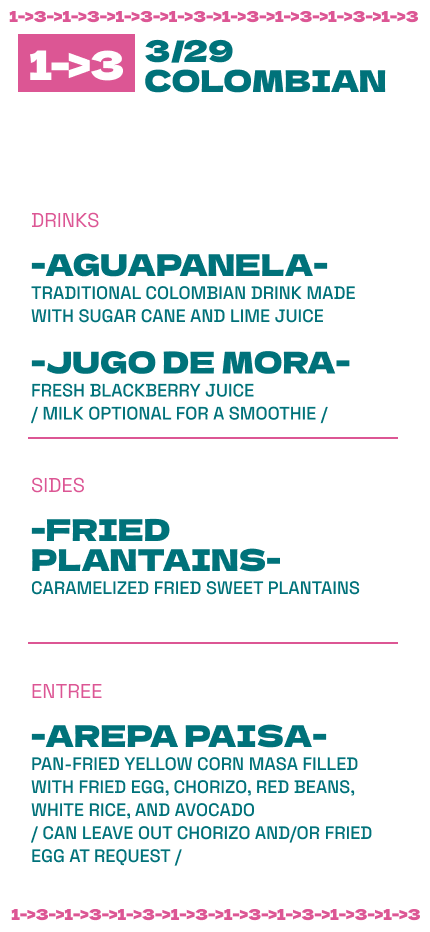 1->3->1->3->1->3->1->3->1->3->1->3->1->3->1->3
1->3
3/29
COLOMBIAN
DRINKS
-AGUAPANELA-
TRADITIONAL COLOMBIAN DRINK MADE
WITH SUGAR CANE AND LIME JUICE
-JUGO DE MORA-
FRESH BLACKBERRY JUICE
/ MILK OPTIONAL FOR A SMOOTHIE /
SIDES
-FRIED
PLANTAINS-
CARAMELIZED FRIED SWEET PLANTAINS
ENTREE
-AREPA PAISA-
PAN-FRIED YELLOW CORN MASA FILLED
WITH FRIED EGG, CHORIZO, RED BEANS,
WHITE RICE, AND AVOCADO
/ CAN LEAVE OUT CHORIZO AND/OR FRIED
EGG AT REQUEST /
1->3->1->3->1->3->1->3->1->3->1->3->1->3->1->3